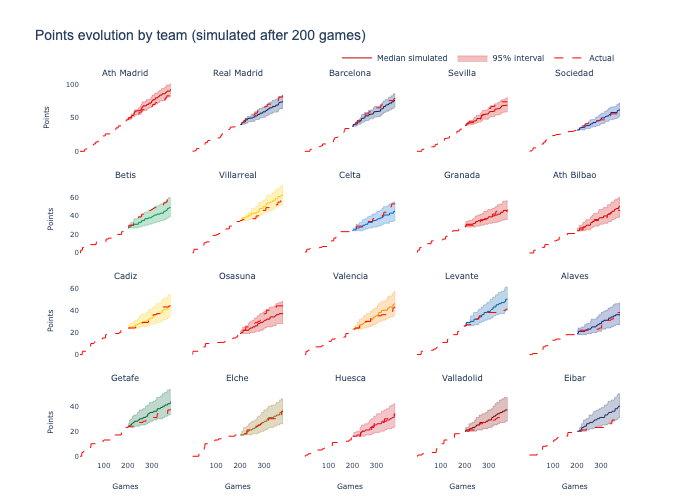 Points evolution by team (simulated after 200 games)
Median simulated 95% interval Actual
Ath Madrid Real Madrid Barcelona Sevilla Sociedad
100
50
0
Points
Betis Villarreal Celta Granada Ath Bilbao
60
40
20
0
Points
Cadiz Osasuna Valencia Levante Alaves
60
40
20
0
Points
Getafe Elche Huesca Valladolid Eibar
40
20
0
Points
100 200 300 100 200 300 100 200 300 100 200 300 100 200 300
Games Games Games Games Games